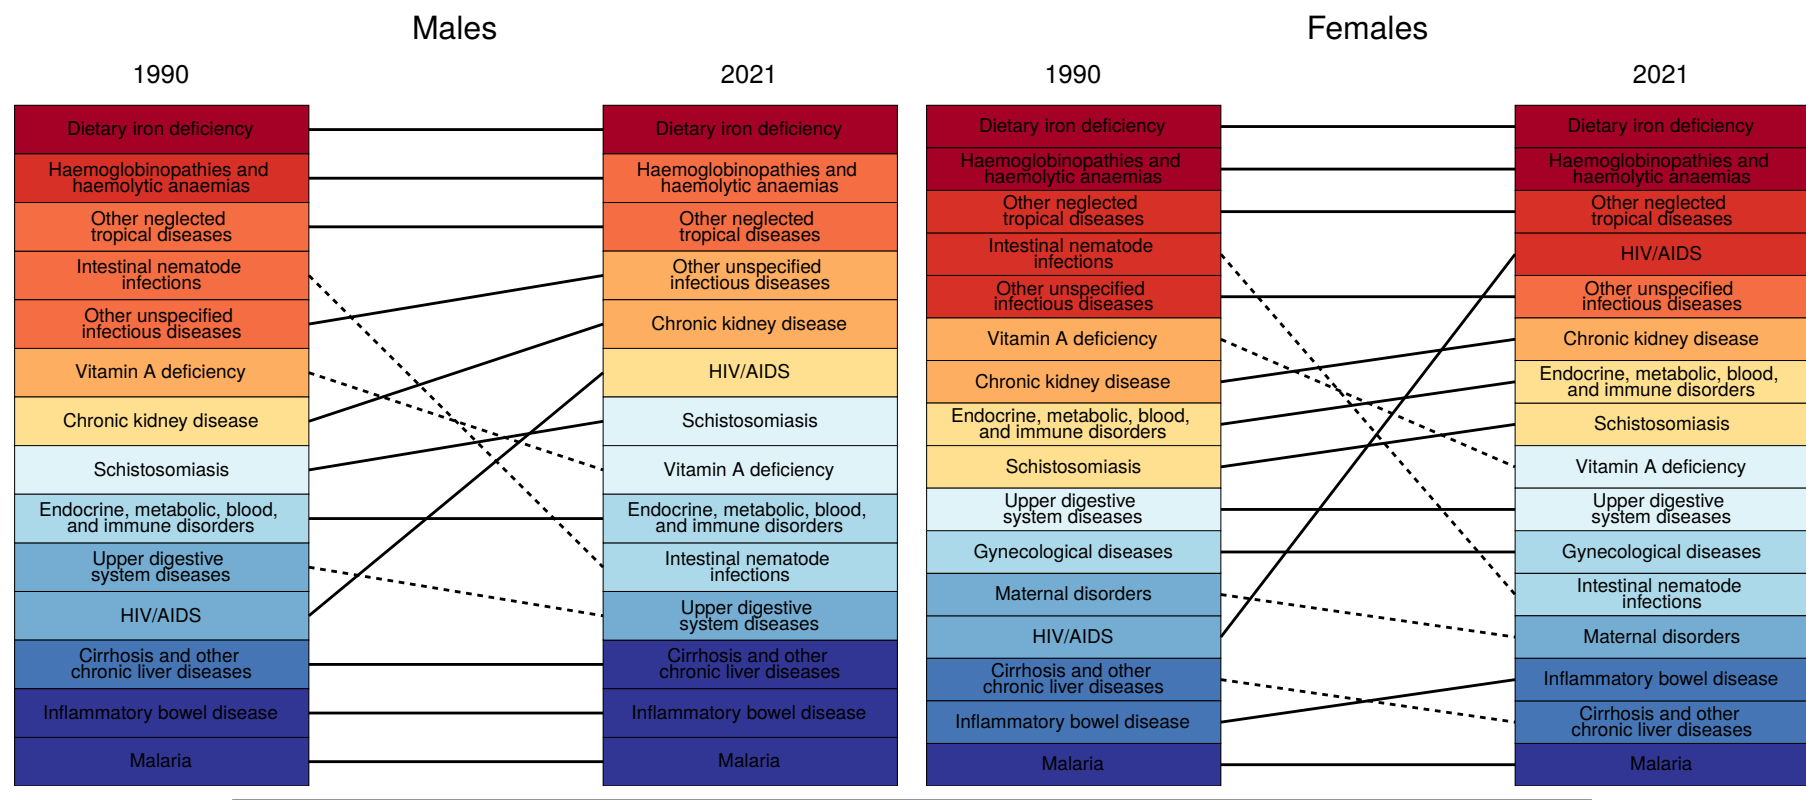 Males
1990
2021
Dietary iron deficiency
Haemoglobinopathies and
haemolytic anaemias
Other neglected
tropical diseases
Intestinal nematode
infections
Other unspecified
infectious diseases
Vitamin A deficiency
Chronic kidney disease
Schistosomiasis
Endocrine, metabolic, blood,
and immune disorders
Upper digestive
system diseases
HIV/AIDS
Cirrhosis and other
chronic liver diseases
Inflammatory bowel disease
Malaria
Dietary iron deficiency
Haemoglobinopathies and
haemolytic anaemias
Other neglected
tropical diseases
Other unspecified
infectious diseases
Chronic kidney disease
HIV/AIDS
Schistosomiasis
Vitamin A deficiency
Endocrine, metabolic, blood,
and immune disorders
Intestinal nematode
infections
Upper digestive
system diseases
Cirrhosis and other
chronic liver diseases
Inflammatory bowel disease
Malaria
Females
1990
2021
Dietary iron deficiency
Haemoglobinopathies and
haemolytic anaemias
Other neglected
tropical diseases
Intestinal nematode
infections
Other unspecified
infectious diseases
Vitamin A deficiency
Chronic kidney disease
Endocrine, metabolic, blood,
and immune disorders
Schistosomiasis
Upper digestive
system diseases
Gynecological diseases
Maternal disorders
HIV/AIDS
Cirrhosis and other
chronic liver diseases
Inflammatory bowel disease
Malaria
Dietary iron deficiency
Haemoglobinopathies and
haemolytic anaemias
Other neglected
tropical diseases
HIV/AIDS
Other unspecified
infectious diseases
Chronic kidney disease
Endocrine, metabolic, blood,
and immune disorders
Schistosomiasis
Vitamin A deficiency
Upper digestive
system diseases
Gynecological diseases
Intestinal nematode
infections
Maternal disorders
Inflammatory bowel disease
Cirrhosis and other
chronic liver diseases
Malaria